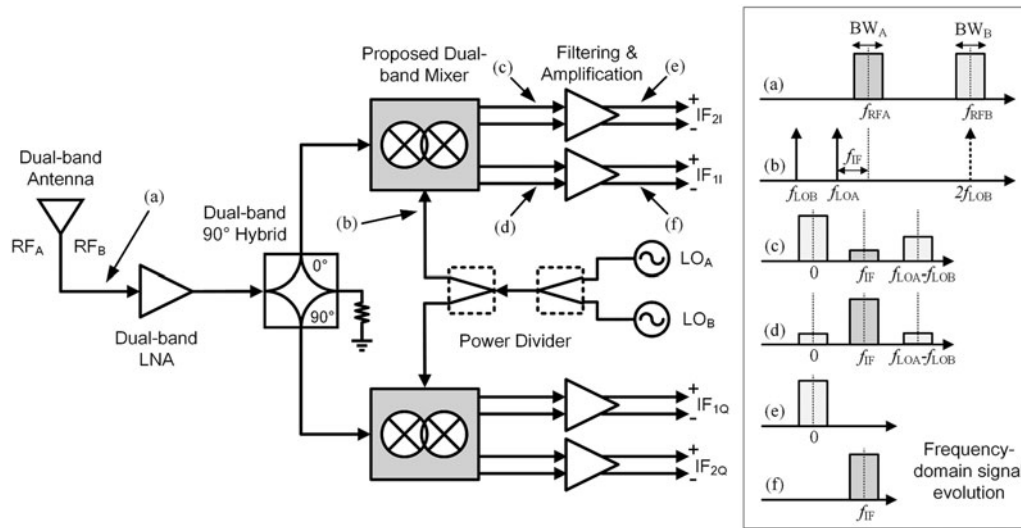 Proposed Dual-
band Mixer
Filtering &
Amplification
(c)
(e)
+
IF2I
-
+
IF1I
-
(d)
(f)
(b)
Dual-band
Antenna
(a)
RFA
RFB
Dual-band
LNA
Dual-band
90° Hybrid
0°
90°
LOA
LOB
Power Divider
+
IF1Q
-
+
IF2Q
-
BWA
BWB
(a)
fRFA
fRFB
(b)
fIF
fLOB
fLOA
2fLOB
(c)
0
fIF
fLOA-fLOB
(d)
0
fIF
fLOA-fLOB
(e)
0
(f)
fIF
Frequency-
domain signal
evolution